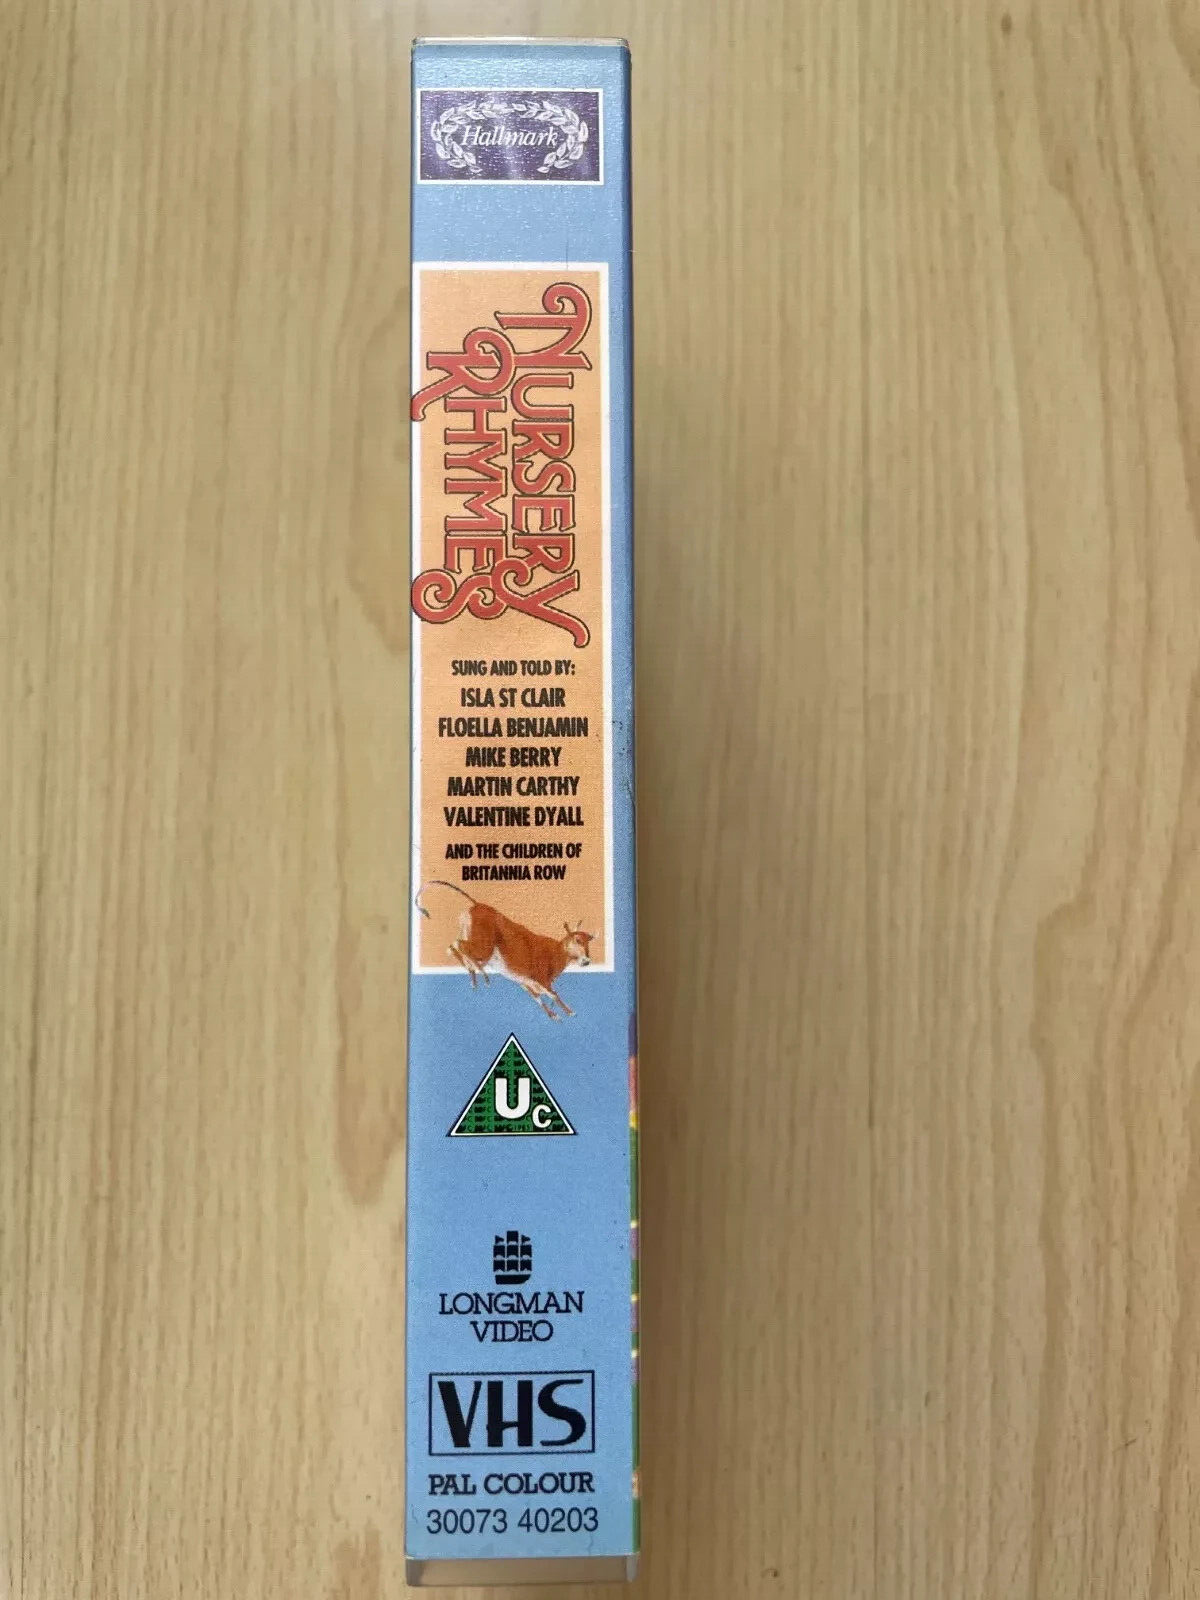 Hallmark
NURSERY
RHYMES
SUNG AND TOLD BY:
ISLA ST CLAIR
FLOELLA BENJAMIN
MIKE BERRY
MARTIN CARTHY
VALENTINE DYALL
AND THE CHILDREN OF
BRITANNIA ROW
Uc
LONGMAN
VIDEO
VHS
PAL COLOUR
30073 40203